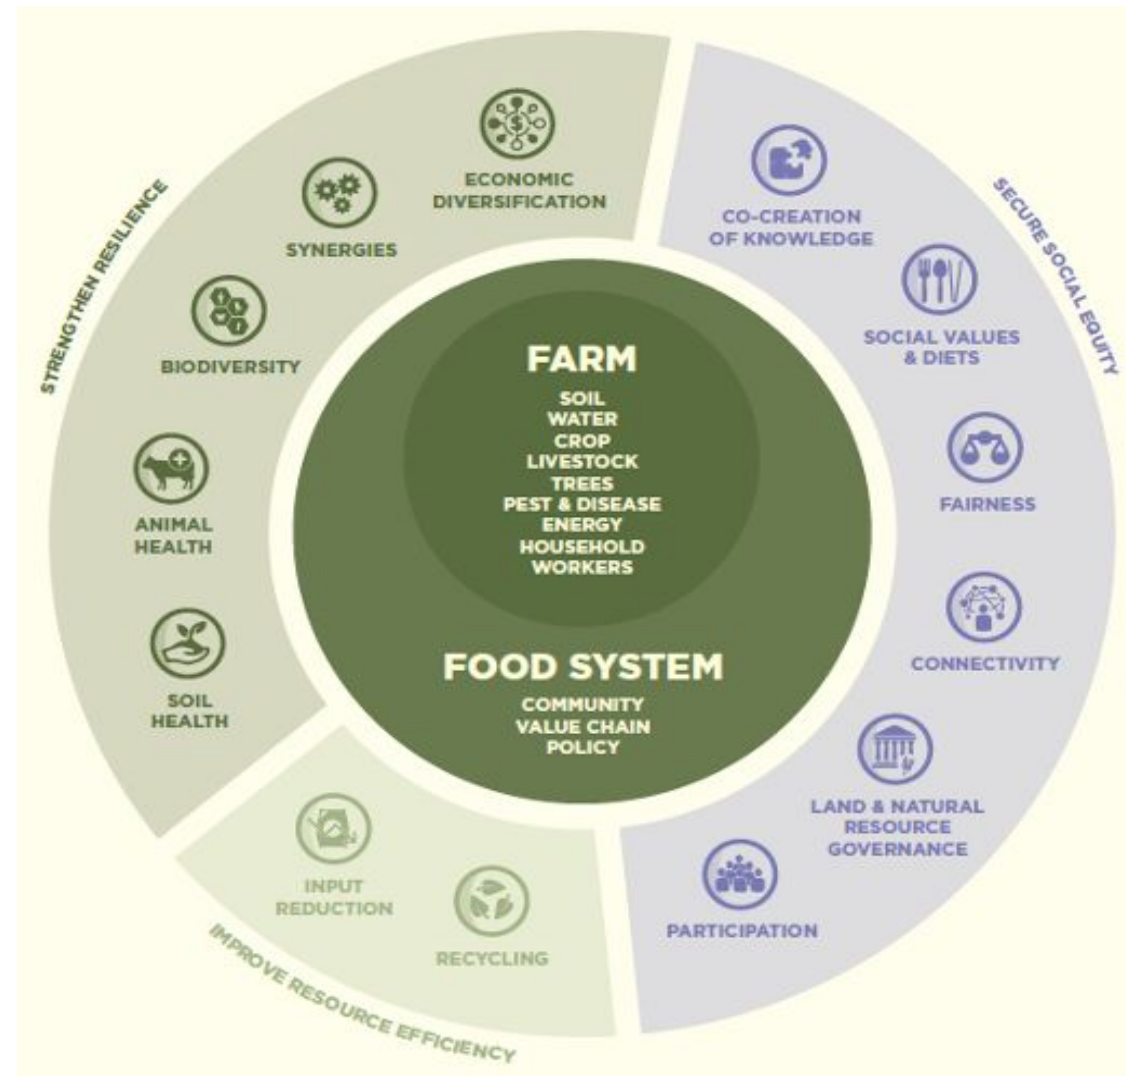 STRENGTHEN RESILIENCE
ECONOMIC
DIVERSIFICATION
SYNERGIES
BIODIVERSITY
ANIMAL
HEALTH
SOIL
HEALTH
SECURE SOCIAL EQUITY
CO-CREATION
OF KNOWLEDGE
SOCIAL VALUES
& DIETS
FAIRNESS
CONNECTIVITY
LAND & NATURAL
RESOURCE
GOVERNANCE
PARTICIPATION
IMPROVE RESOURCE EFFICIENCY
INPUT
REDUCTION
RECYCLING
FARM
SOIL
WATER
CROP
LIVESTOCK
TREES
PEST & DISEASE
ENERGY
HOUSEHOLD
WORKERS
FOOD SYSTEM
COMMUNITY
VALUE CHAIN
POLICY
$